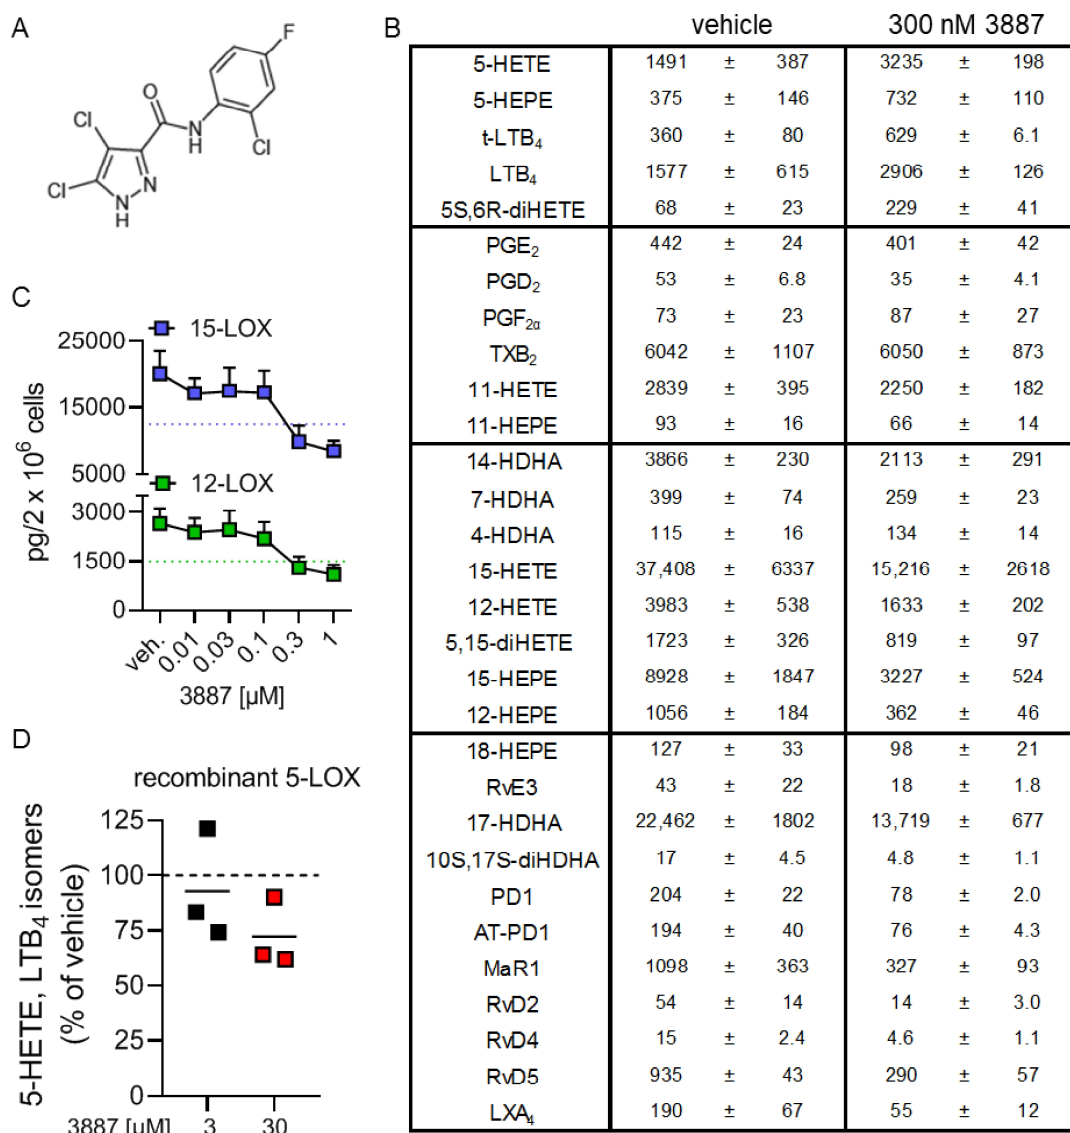 A
F
O
N
H
Cl
Cl
Cl
N
NH
B
vehicle 300 nM 3887
5-HETE 1491 ± 387 3235 ± 198
5-HEPE 375 ± 146 732 ± 110
t-LTB₄ 360 ± 80 629 ± 6.1
LTB₄ 1577 ± 615 2906 ± 126
5S,6R-diHETE 68 ± 23 229 ± 41
PGE₂ 442 ± 24 401 ± 42
PGD₂ 53 ± 6.8 35 ± 4.1
PGF₂α 73 ± 23 87 ± 27
TXB₂ 6042 ± 1107 6050 ± 873
11-HETE 2839 ± 395 2250 ± 182
11-HEPE 93 ± 16 66 ± 14
14-HDHA 3866 ± 230 2113 ± 291
7-HDHA 399 ± 74 259 ± 23
4-HDHA 115 ± 16 134 ± 14
15-HETE 37,408 ± 6337 15,216 ± 2618
12-HETE 3983 ± 538 1633 ± 202
5,15-diHETE 1723 ± 326 819 ± 97
15-HEPE 8928 ± 1847 3227 ± 524
12-HEPE 1056 ± 184 362 ± 46
18-HEPE 127 ± 33 98 ± 21
RvE3 43 ± 22 18 ± 1.8
17-HDHA 22,462 ± 1802 13,719 ± 677
10S,17S-diHDHA 17 ± 4.5 4.8 ± 1.1
PD1 204 ± 22 78 ± 2.0
AT-PD1 194 ± 40 76 ± 4.3
MaR1 1098 ± 363 327 ± 93
RvD2 54 ± 14 14 ± 3.0
RvD4 15 ± 2.4 4.6 ± 1.1
RvD5 935 ± 43 290 ± 57
LXA₄ 190 ± 67 55 ± 12
C
15-LOX
25000
15000
5000
12-LOX
3000
1500
0
pg/2 x 10⁶ cells
veh. 0.01 0.03 0.1 0.3 1
3887 [µM]
D
recombinant 5-LOX
125
100
75
50
25
0
5-HETE, LTB₄ isomers
(% of vehicle)
3887 [µM] 3 30